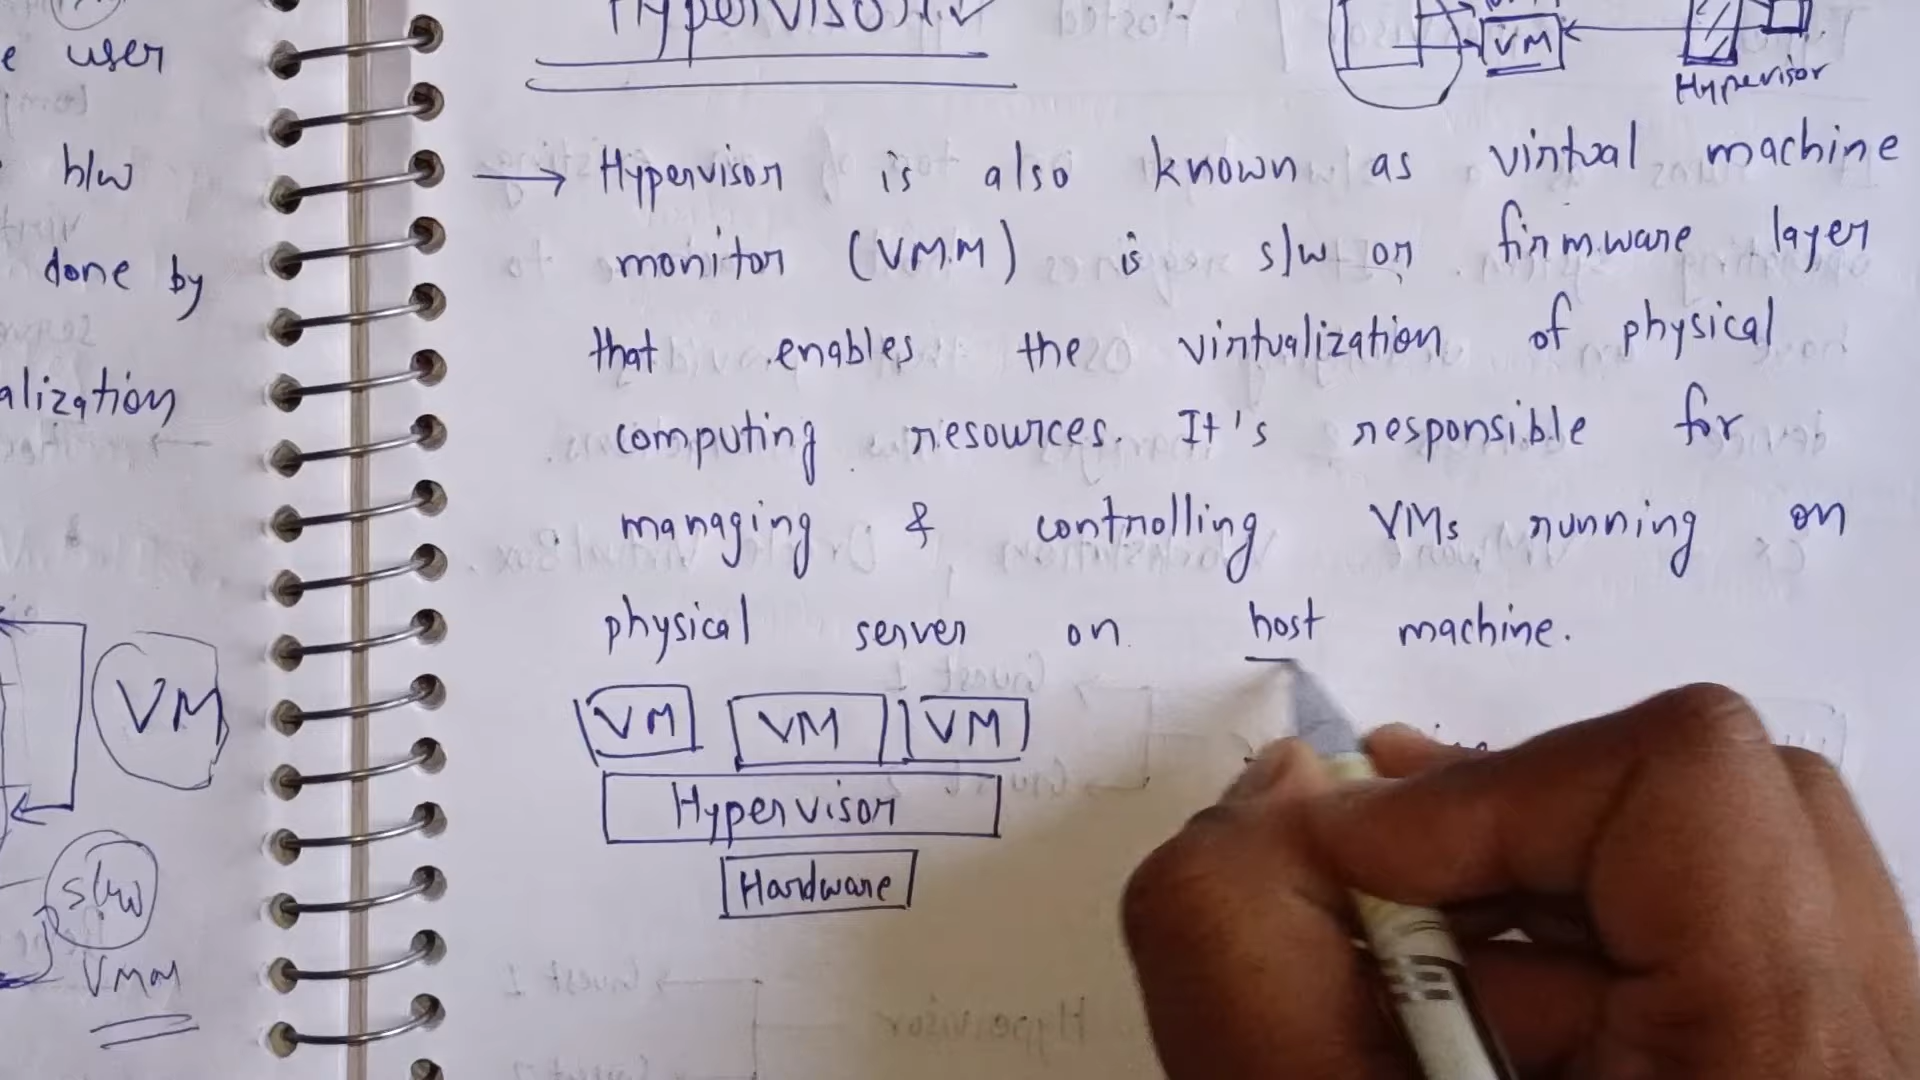 e user
h/w
done by
alization
VM
s/w
VMM
Hypervisor
VM
Hypervisor
→ Hypervisor is also known as virtual machine
monitor (VMM) is s/w or firmware layer
that enables the virtualization of physical
computing resources. It's responsible for
managing & controlling VMs running on
physical server on host machine.
VM VM VM
Hypervisor
Hardware